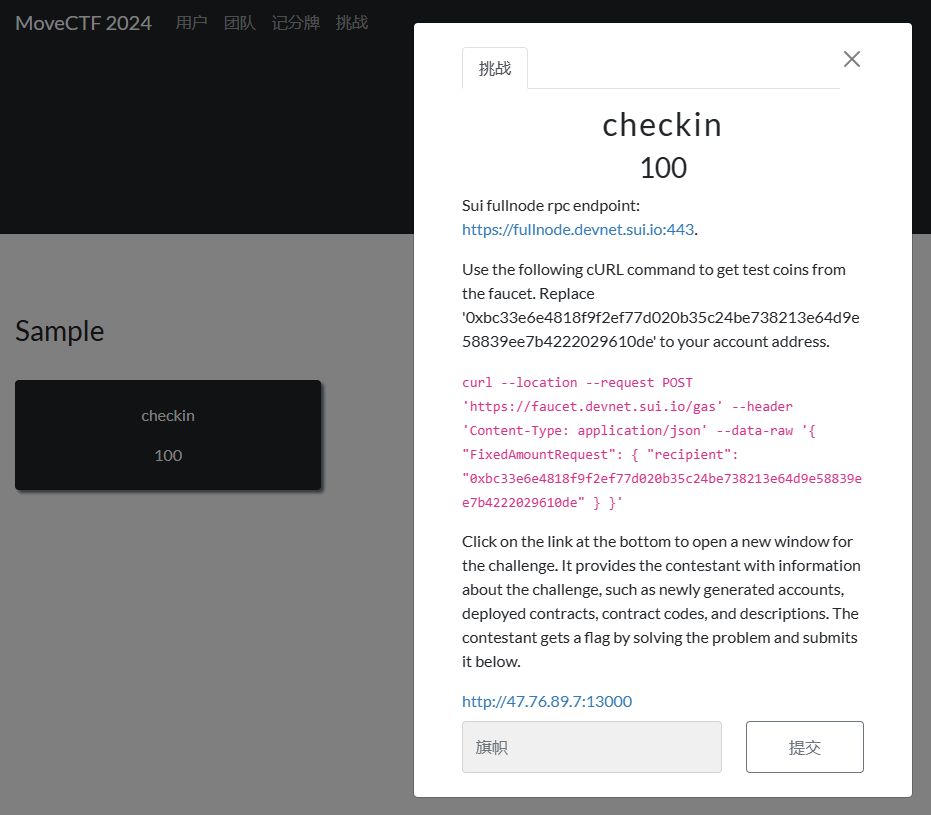 MoveCTF 2024 用户 团队 记分牌 挑战
Sample
checkin
100
挑战
checkin
100
Sui fullnode rpc endpoint:
https://fullnode.devnet.sui.io:443.
Use the following cURL command to get test coins from
the faucet. Replace
'0xbc33e6e4818f9f2ef77d020b35c24be738213e64d9e
58839ee7b4222029610de' to your account address.
curl --location --request POST
'https://faucet.devnet.sui.io/gas' --header
'Content-Type: application/json' --data-raw '{
"FixedAmountRequest": { "recipient":
"0xbc33e6e4818f9f2ef77d020b35c24be738213e64d9e58839e
e7b4222029610de" } }'
Click on the link at the bottom to open a new window for
the challenge. It provides the contestant with information
about the challenge, such as newly generated accounts,
deployed contracts, contract codes, and descriptions. The
contestant gets a flag by solving the problem and submits
it below.
http://47.76.89.7:13000
旗帜 提交